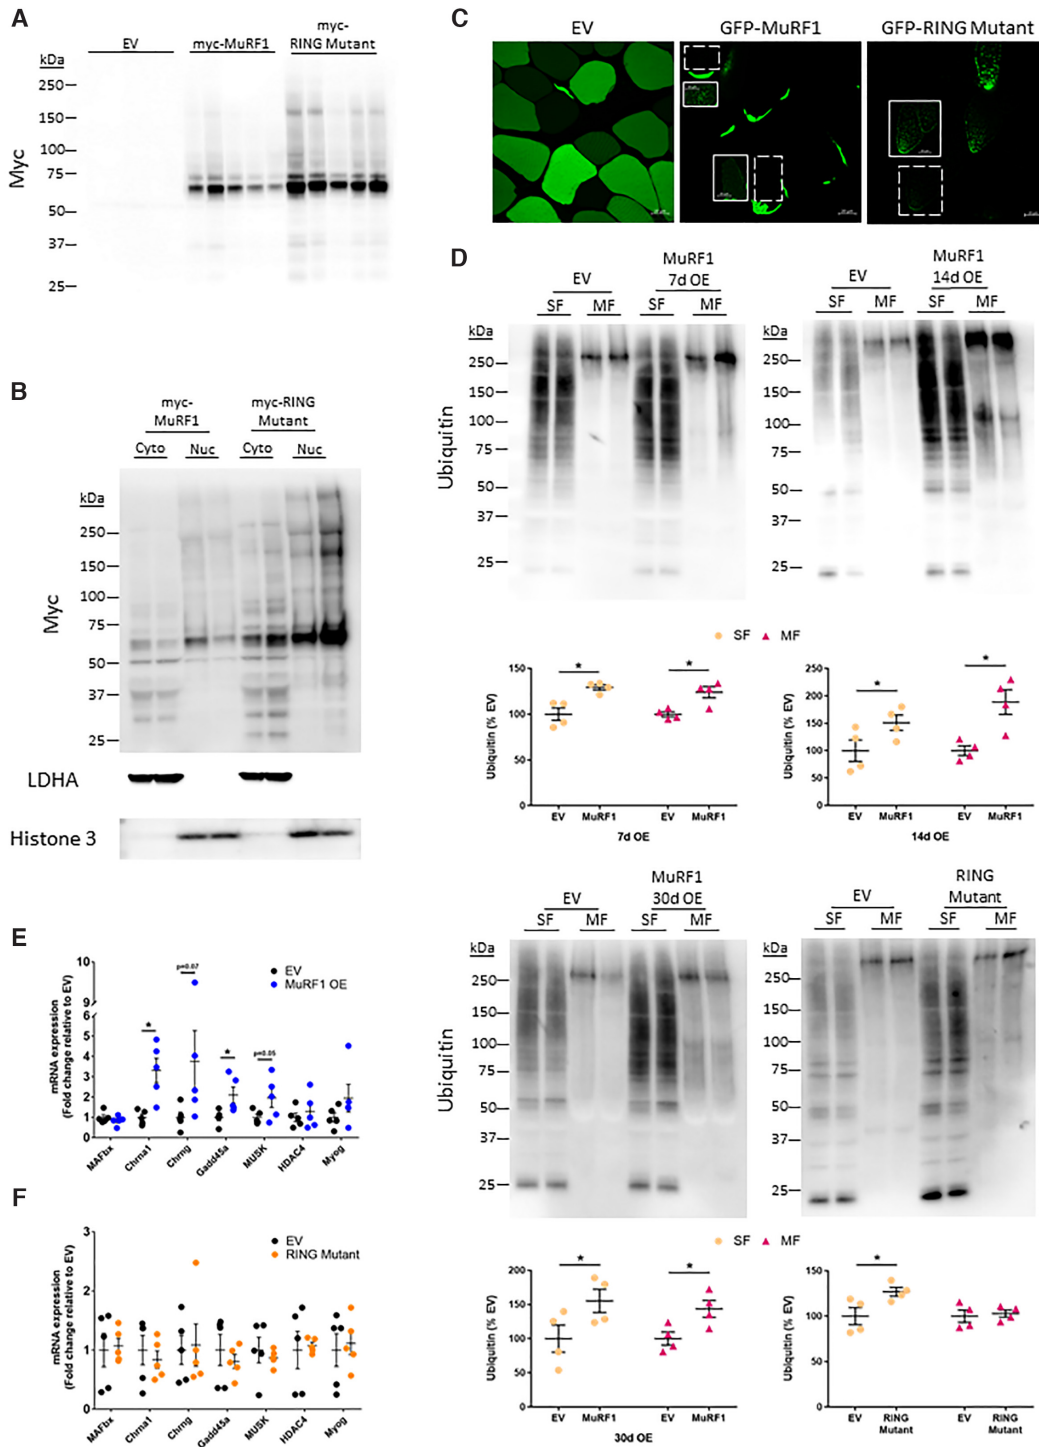 A
EV
myc-MuRF1
myc-
RING Mutant
kDa
250
150
100
75
50
37
25
Myc
B
myc-
MuRF1
myc-RING
Mutant
Cyto
Nuc
Cyto
Nuc
kDa
250
150
100
75
50
37
25
Myc
LDHA
Histone 3
C
EV
GFP-MuRF1
GFP-RING Mutant
D
EV
MuRF1
7d OE
SF
MF
SF
MF
kDa
250
150
100
75
50
37
25
Ubiquitin
EV
MuRF1
14d OE
SF
MF
SF
MF
kDa
250
150
100
75
50
37
25
SF
MF
Ubiquitin (% EV)
150
100
50
0
*
*
EV
MuRF1
EV
MuRF1
7d OE
Ubiquitin (% EV)
250
200
150
100
50
0
*
*
EV
MuRF1
EV
MuRF1
14d OE
EV
MuRF1
30d OE
SF
MF
SF
MF
kDa
250
150
100
75
50
37
25
Ubiquitin
EV
RING
Mutant
SF
MF
SF
MF
kDa
250
150
100
75
50
37
25
SF
MF
Ubiquitin (% EV)
200
150
100
50
0
*
*
EV
MuRF1
EV
MuRF1
30d OE
Ubiquitin (% EV)
150
100
50
0
*
EV
RING
Mutant
EV
RING
Mutant
E
mRNA expression
(Fold change relative to EV)
10
9
6
5
4
3
2
1
0
EV
MuRF1 OE
*
p=0.07
*
p=0.05
MAFbx
Chrna1
Chrng
Gadd45a
MUSK
HDAC4
Myog
F
mRNA expression
(Fold change relative to EV)
3
2
1
0
EV
RING Mutant
MAFbx
Chrna1
Chrng
Gadd45a
MUSK
HDAC4
Myog